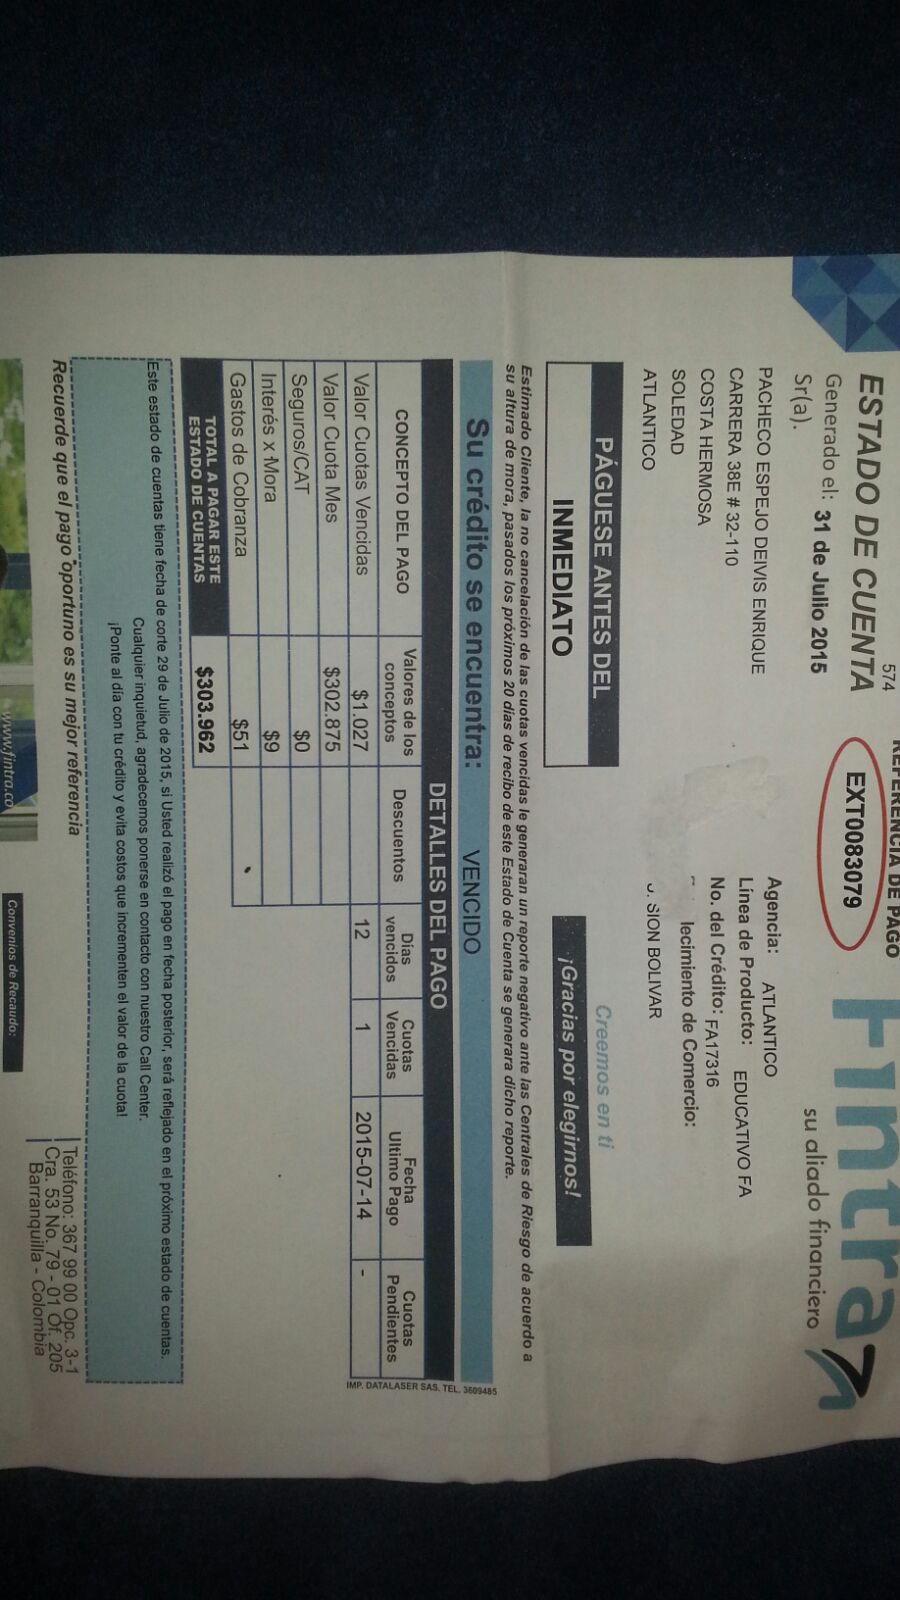 574
ESTADO DE CUENTA
REFERENCIA DE PAGO
EXT0083079
Fintra
su aliado financiero
Generado el: 31 de Julio 2015
Sr(a).
PACHECO ESPEJO DEIVIS ENRIQUE
CARRERA 38E # 32-110
COSTA HERMOSA
SOLEDAD
ATLANTICO
Agencia: ATLANTICO
Línea de Producto: EDUCATIVO FA
No. del Crédito: FA17316
lecimiento de Comercio:
SION BOLIVAR
PÁGUESE ANTES DEL
INMEDIATO
Creemos en ti
¡Gracias por elegirnos!
Estimado Cliente, la no cancelación de las cuotas vencidas le generaran un reporte negativo ante las Centrales de Riesgo de acuerdo a
su altura de mora, pasados los próximos 20 días de recibo de este Estado de Cuenta se generara dicho reporte.
Su crédito se encuentra: VENCIDO
DETALLES DEL PAGO
CONCEPTO DEL PAGO Valores de los conceptos Descuentos Días vencidos Cuotas Vencidas Fecha Ultimo Pago Cuotas Pendientes
Valor Cuotas Vencidas $1.027 12 1 2015-07-14 -
Valor Cuota Mes $302.875
Seguros/CAT $0
Interés x Mora $9
Gastos de Cobranza $51
TOTAL A PAGAR ESTE
ESTADO DE CUENTAS $303.962
IMP. DATALASER SAS. TEL. 3609485
Este estado de cuentas tiene fecha de corte 29 de Julio de 2015, si Usted realizó el pago en fecha posterior, será reflejado en el próximo estado de cuentas.
Cualquier inquietud, agradecemos ponerse en contacto con nuestro Call Center.
¡Ponte al día con tu crédito y evita costos que incrementen el valor de la cuota!
Recuerde que el pago oportuno es su mejor referencia
Teléfono: 367 99 00 Opc. 3-1
Cra. 53 No. 79 - 01 Of. 205
Barranquilla - Colombia
www.fintra.co
Convenios de Recaudo: